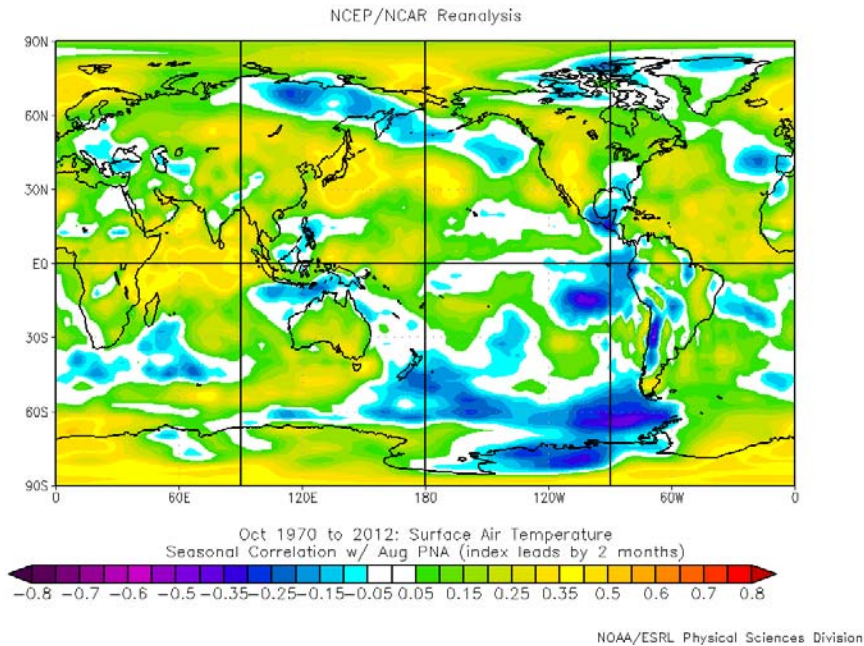 NCEP/NCAR Reanalysis
90N
60N
30N
EQ
30S
60S
90S
0 60E 120E 180 120W 60W 0
Oct 1970 to 2012: Surface Air Temperature
Seasonal Correlation w/ Aug PNA (index leads by 2 months)
-0.8 -0.7 -0.6 -0.5 -0.35 -0.25 -0.15 -0.05 0.05 0.15 0.25 0.35 0.5 0.6 0.7 0.8
NOAA/ESRL Physical Sciences Division